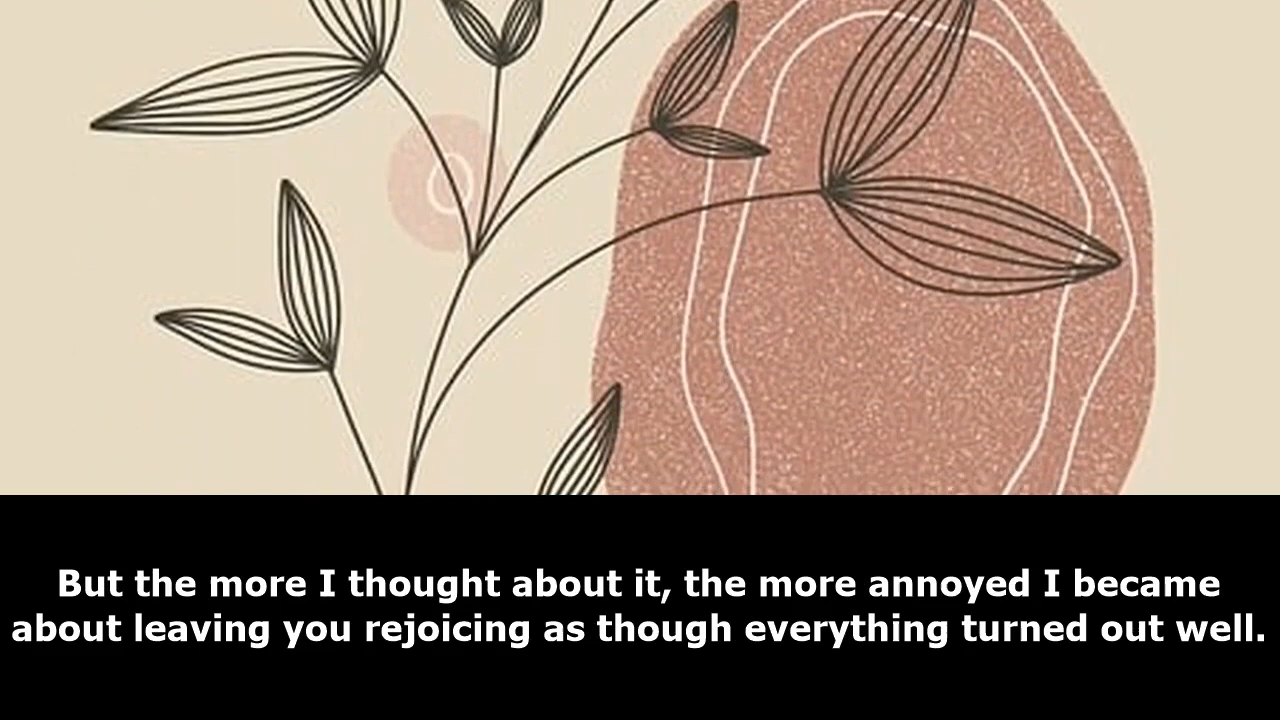 But the more I thought about it, the more annoyed I became
about leaving you rejoicing as though everything turned out well.